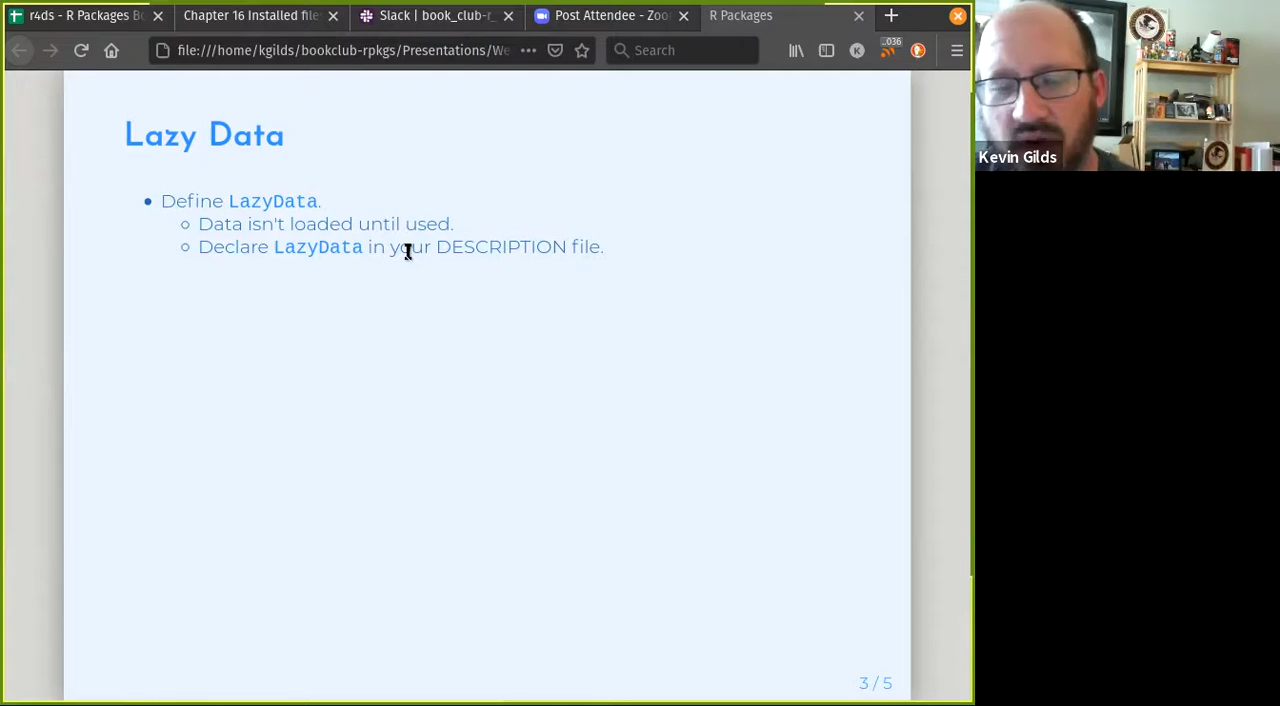 r4ds - R Packages B
Chapter 16 Installed file
Slack | book_club-r_
Post Attendee - Zoo
R Packages
file:///home/kgilds/bookclub-rpkgs/Presentations/We
Search
K
..036
Kevin Gilds
Lazy Data
Define LazyData.
Data isn't loaded until used.
Declare LazyData in your DESCRIPTION file.
3 / 5